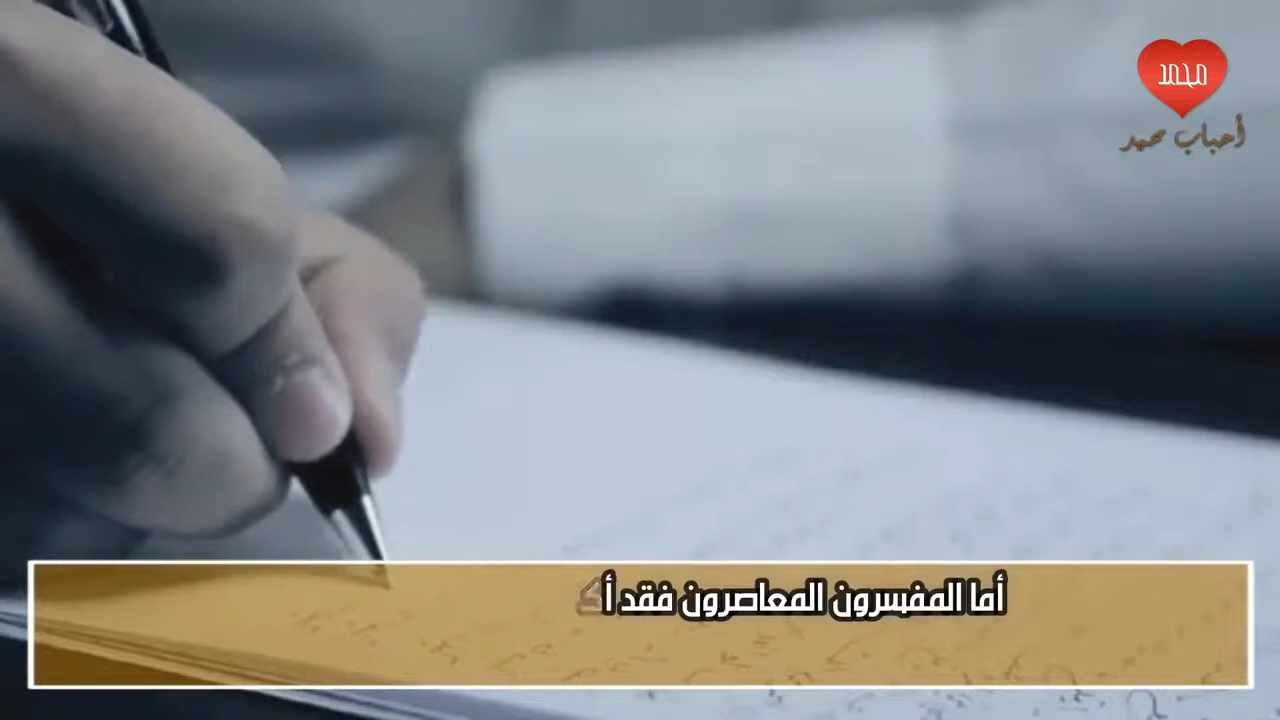 محمد
أحباب محمد
أما المفسرون المعاصرون فقد أ